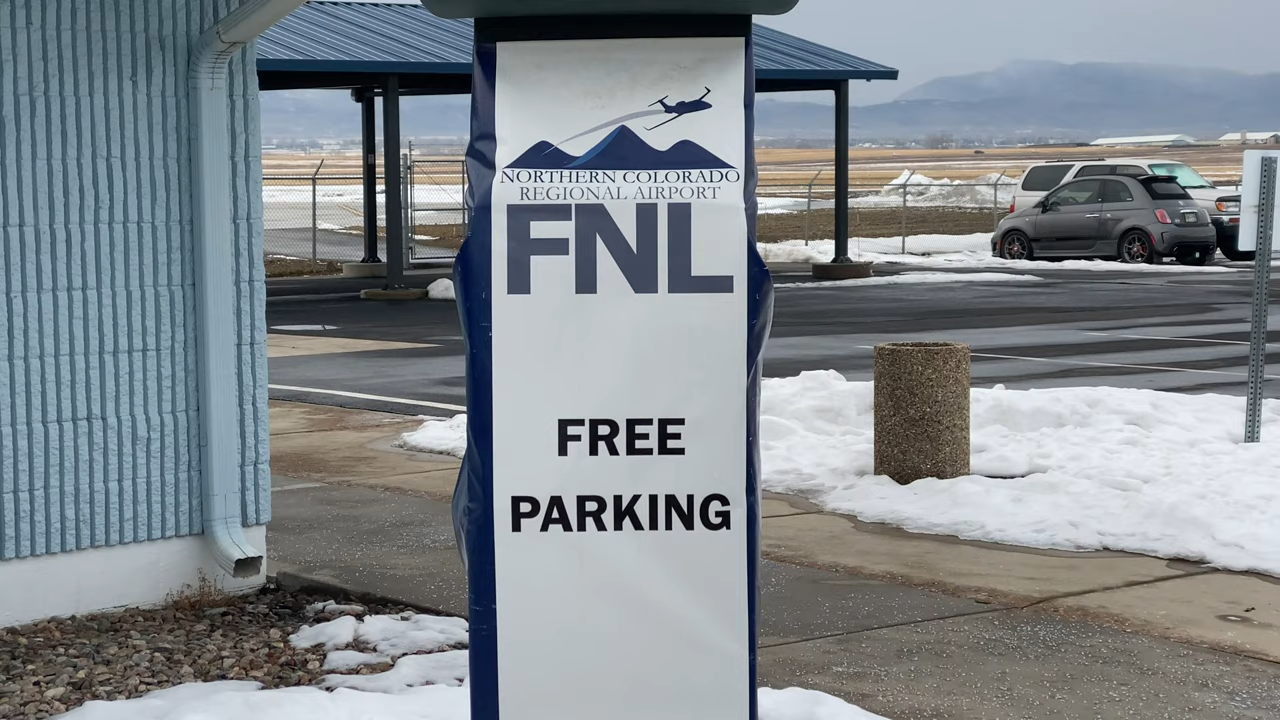 NORTHERN COLORADO
REGIONAL AIRPORT
FNL
FREE
PARKING